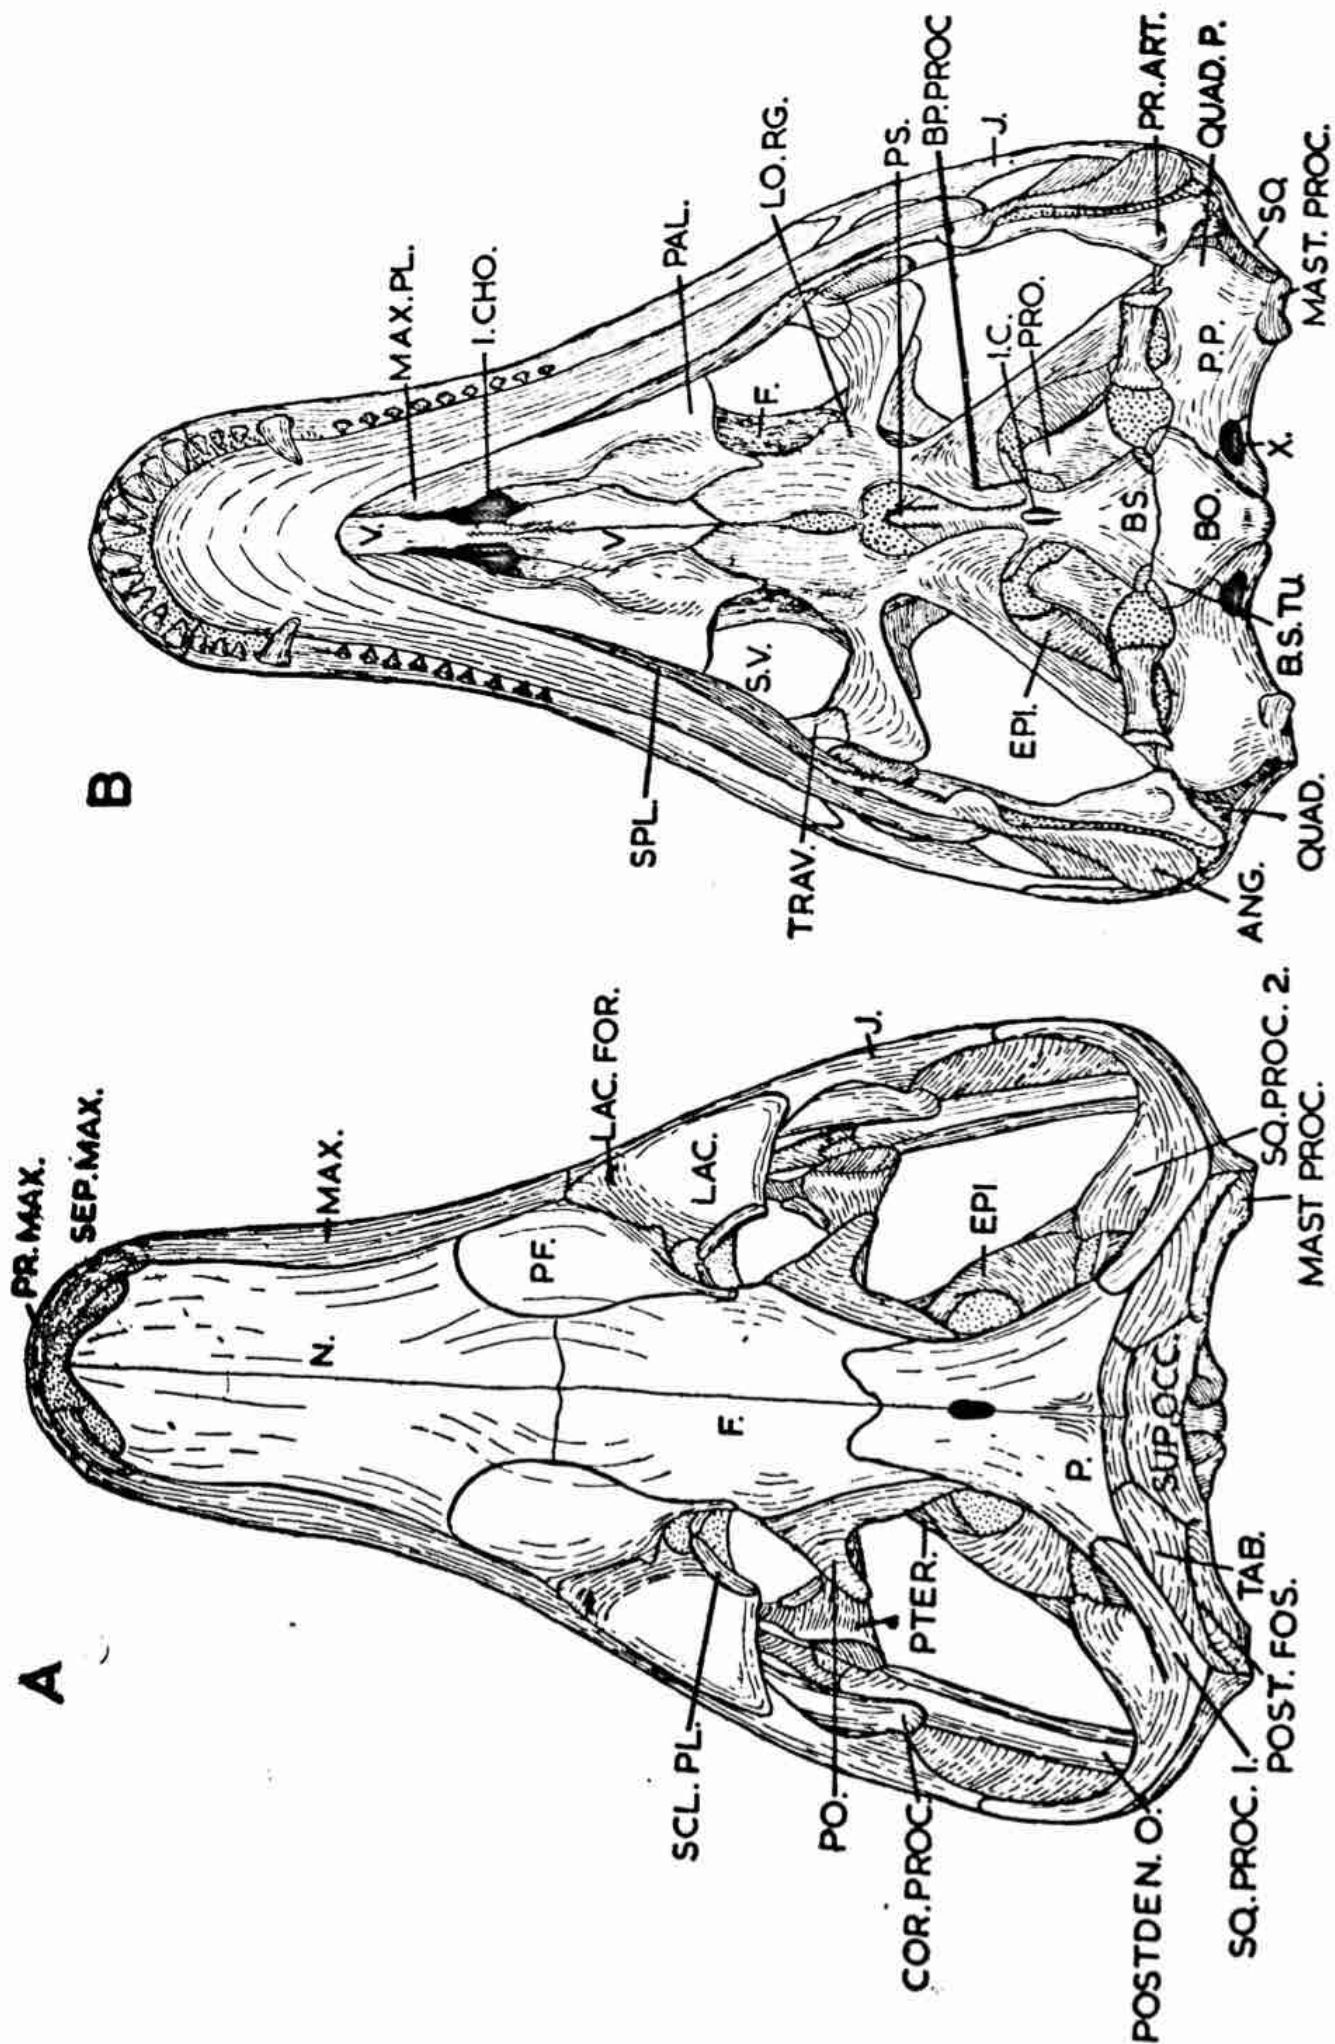 A
PR.MAX.
SEP.MAX.
MAX.
N.
PF.
LAC. FOR.
LAC.
J.
F.
EPI
SCL. PL.
PO.
COR.PROC.
PTER.
P.
SUP.OCC.
POSTDEN.O.
SQ.PROC. 1.
POST. FOS.
TAB.
MAST PROC.
SQ.PROC. 2.
B
MAX.PL.
I.CHO.
V.
PAL.
V
LO.RG.
F.
S.V.
SPL.
TRAV.
PS.
BP.PROC
J.
I.C.
PRO.
EPI.
PR.ART.
QUAD. P.
BS.
P.P.
BO.
X.
SQ.
MAST. PROC.
B.S.TU
QUAD.
ANG.